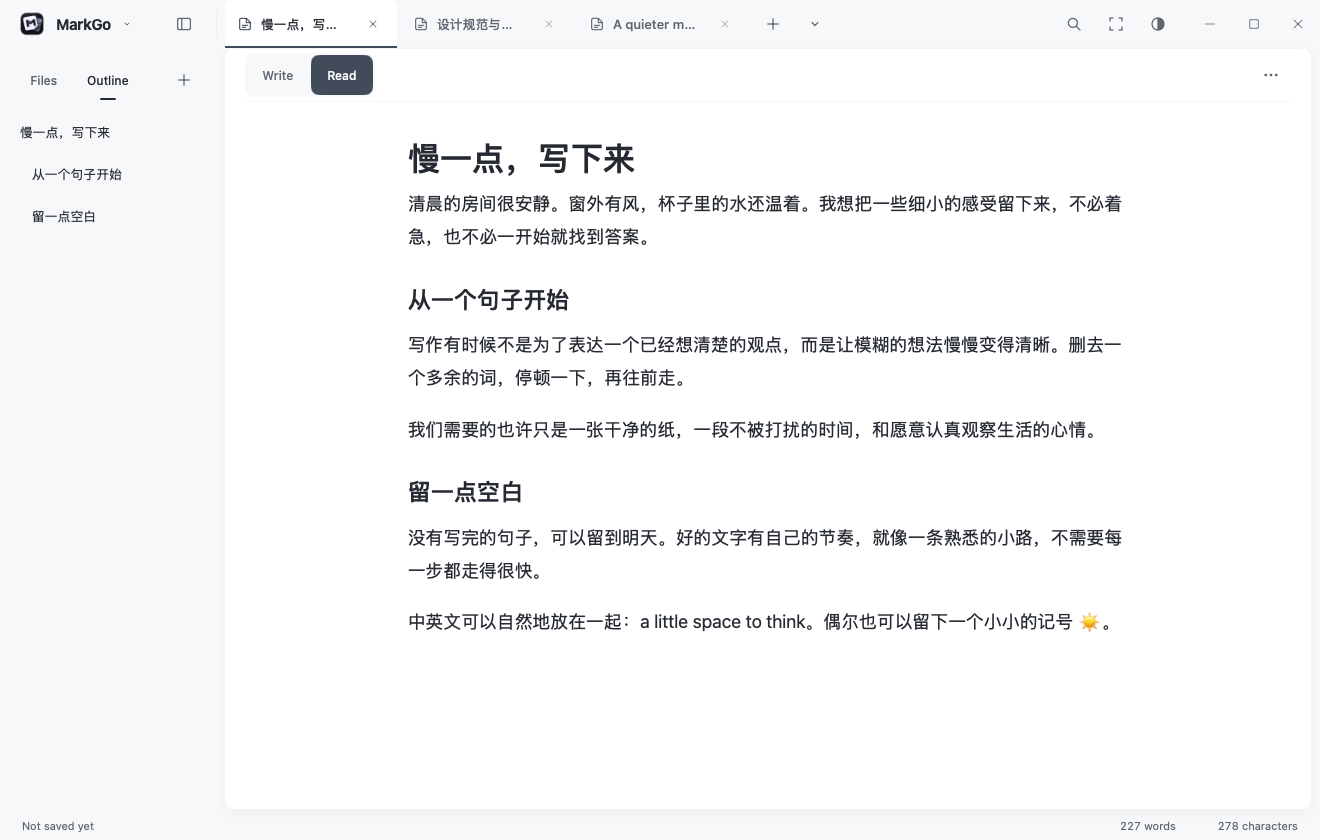 MarkGo
慢一点，写...
设计规范与...
A quieter m...
Files
Outline
Write
Read
慢一点，写下来
从一个句子开始
留一点空白
慢一点，写下来
清晨的房间很安静。窗外有风，杯子里的水还温着。我想把一些细小的感受留下来，不必着
急，也不必一开始就找到答案。
从一个句子开始
写作有时候不是为了表达一个已经想清楚的观点，而是让模糊的想法慢慢变得清晰。删去一
个多余的词，停顿一下，再往前走。
我们需要的也许只是一张干净的纸，一段不被打扰的时间，和愿意认真观察生活的心情。
留一点空白
没有写完的句子，可以留到明天。好的文字有自己的节奏，就像一条熟悉的小路，不需要每
一步都走得很快。
中英文可以自然地放在一起：a little space to think。偶尔也可以留下一个小小的记号 ☀️。
Not saved yet
227 words
278 characters